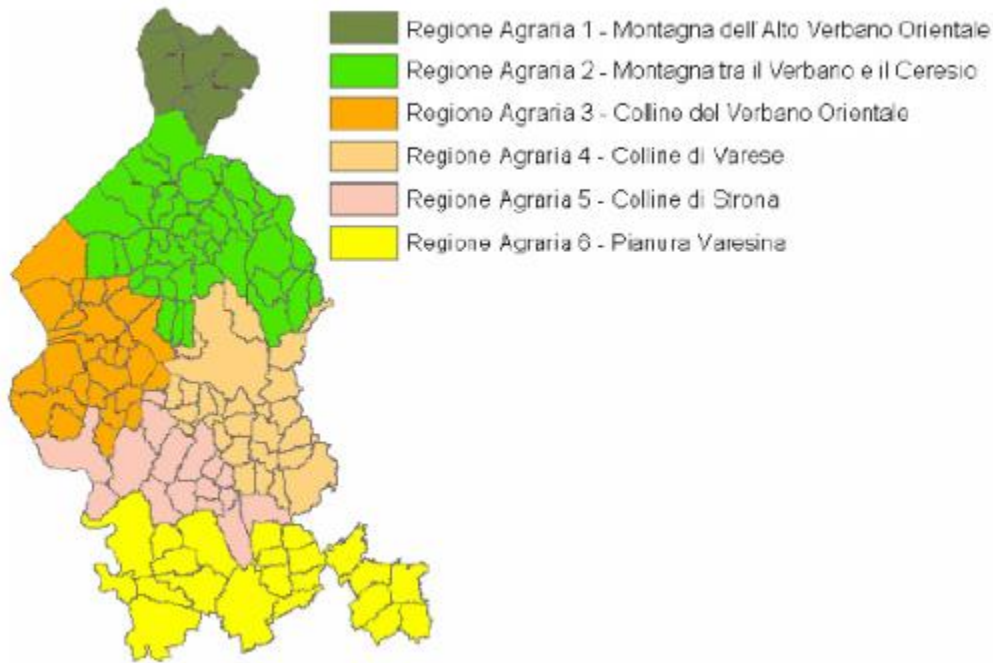 Regione Agraria 1 - Montagna dell'Alto Verbano Orientale
Regione Agraria 2 - Montagna tra il Verbano e il Ceresio
Regione Agraria 3 - Colline del Verbano Orientale
Regione Agraria 4 - Colline di Varese
Regione Agraria 5 - Colline di Strona
Regione Agraria 6 - Pianura Varesina